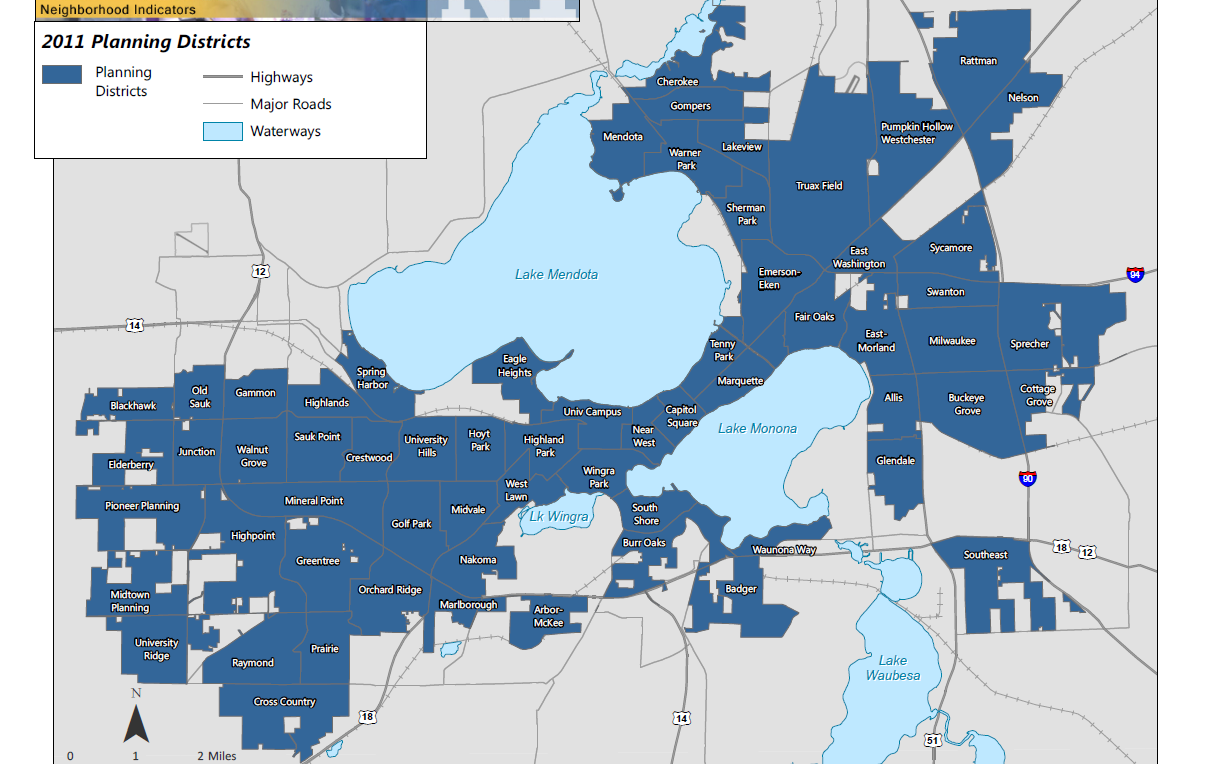 Neighborhood Indicators
2011 Planning Districts
Planning
Districts
Highways
Major Roads
Waterways
Rattman
Nelson
Cherokee
Gompers
Mendota
Pumpkin Hollow
Westchester
Lakeview
Warner
Park
Truax Field
Sherman
Park
Sycamore
East
Washington
Lake Mendota
12
94
Emerson-
Eken
Swanton
14
Fair Oaks
East-
Morland
Milwaukee
Sprecher
Tenny
Park
Eagle
Heights
Spring
Harbor
Marquette
Old
Sauk
Gammon
Highlands
Blackhawk
Allis
Buckeye
Grove
Cottage
Grove
Univ Campus
Capitol
Square
Lake Monona
Near
West
Sauk Point
University
Hills
Hoyt
Park
Highland
Park
Junction
Walnut
Grove
Crestwood
Elderberry
Glendale
Wingra
Park
90
West
Lawn
Pioneer Planning
Mineral Point
Midvale
Lk Wingra
South
Shore
Golf Park
Highpoint
Burr Oaks
Waunona Way
18
12
Southeast
Greentree
Nakoma
Orchard Ridge
Badger
Midtown
Planning
Marlborough
Arbor-
McKee
University
Ridge
Prairie
Raymond
Lake
Waubesa
N
Cross Country
18
14
51
0
1
2 Miles